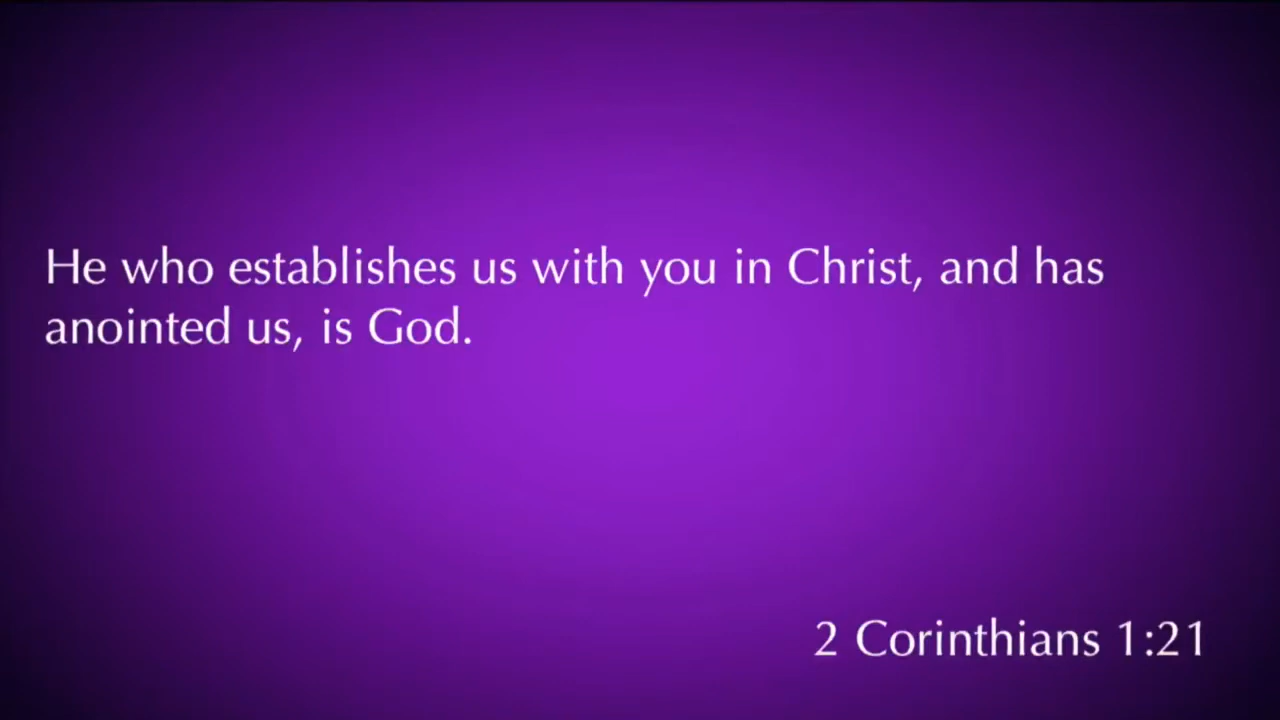 He who establishes us with you in Christ, and has
anointed us, is God.
2 Corinthians 1:21